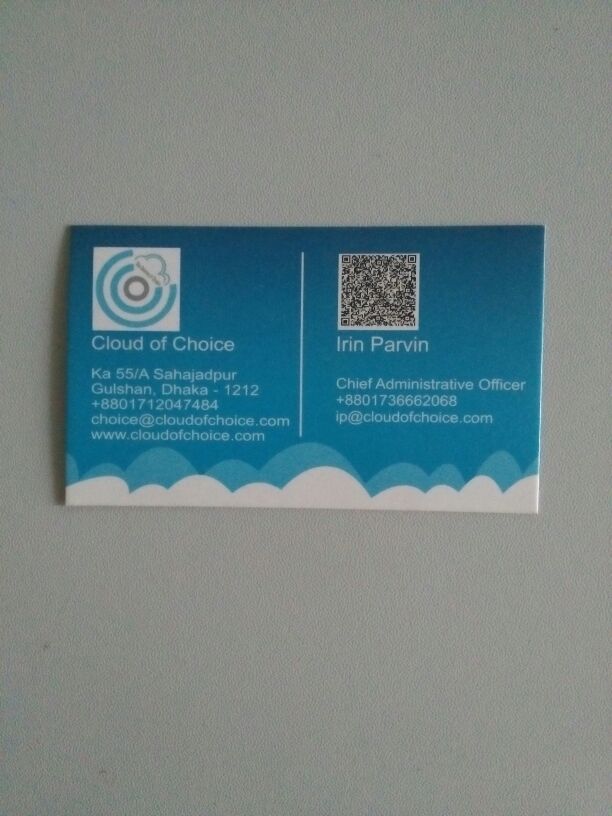 Cloud of Choice
Ka 55/A Sahajadpur
Gulshan, Dhaka - 1212
+8801712047484
choice@cloudofchoice.com
www.cloudofchoice.com
Irin Parvin
Chief Administrative Officer
+8801736662068
ip@cloudofchoice.com